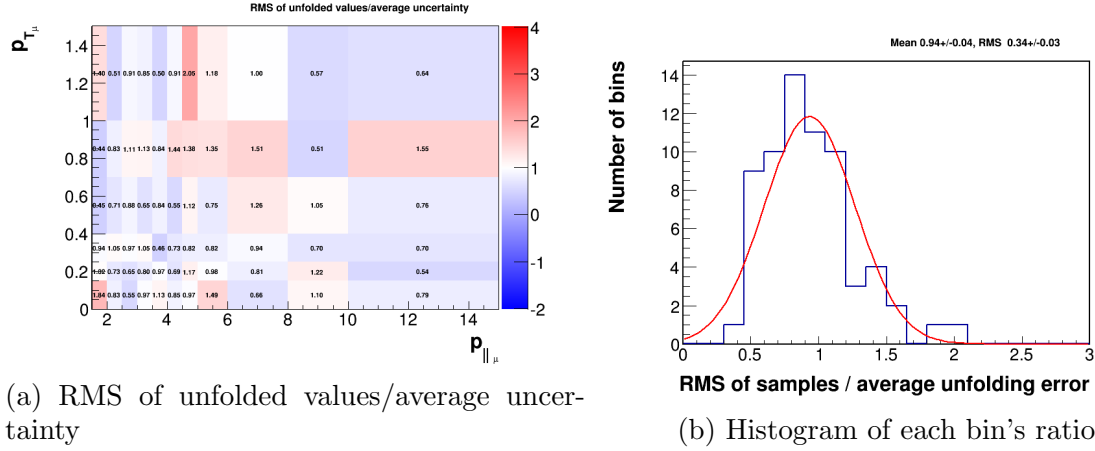 RMS of unfolded values/average uncertainty
p_Tμ
1.4
1.2
1
0.8
0.6
0.4
0.2
0
1.40 0.51 0.91 0.85 0.50 0.91 2.05 1.18 1.00 0.57 0.64
0.44 0.83 1.11 1.13 0.84 1.44 1.38 1.35 1.51 0.51 1.55
0.45 0.71 0.88 0.65 0.84 0.55 1.12 0.75 1.26 1.05 0.76
0.94 1.05 0.97 1.05 0.46 0.73 0.82 0.82 0.94 0.70 0.70
0.73 0.65 0.80 0.97 0.69 1.17 0.98 0.81 1.22 0.54
1.84 0.83 0.55 0.97 1.13 0.85 0.97 1.49 0.66 1.10 0.79
2 4 6 8 10 12 14
p_∥ μ
4
3
2
1
0
-1
-2
(a) RMS of unfolded values/average uncer-
tainty
Mean 0.94+/-0.04, RMS 0.34+/-0.03
Number of bins
14
12
10
8
6
4
2
0
0 0.5 1 1.5 2 2.5 3
RMS of samples / average unfolding error
(b) Histogram of each bin's ratio